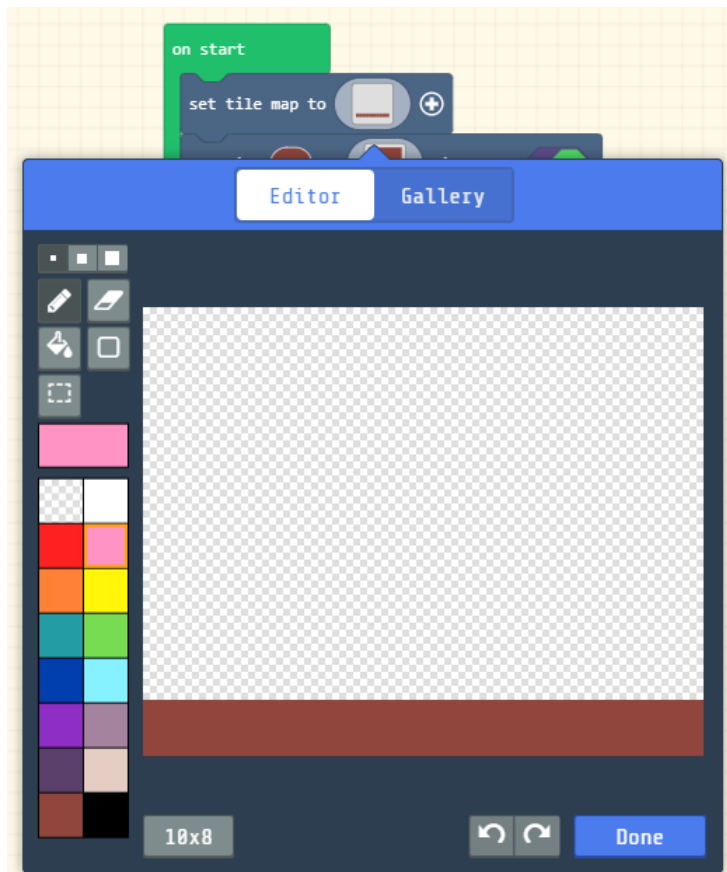 on start
set tile map to
Editor
Gallery
10x8
Done